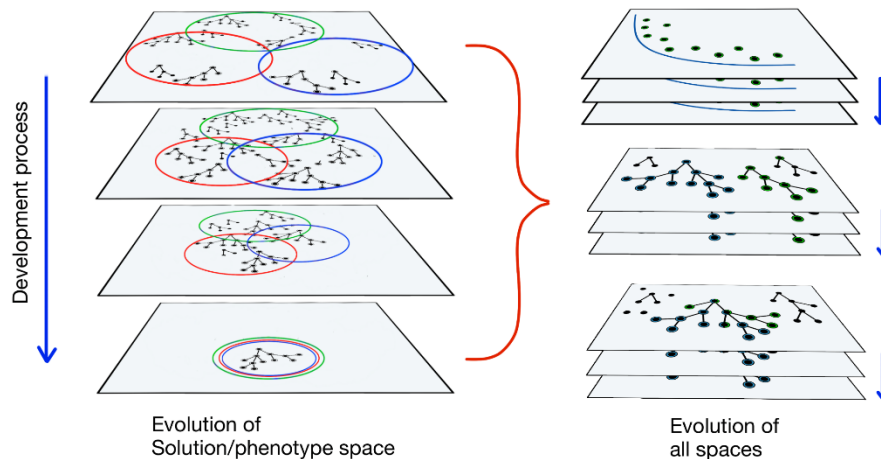 Development process
Evolution of
Solution/phenotype space
Evolution of
all spaces